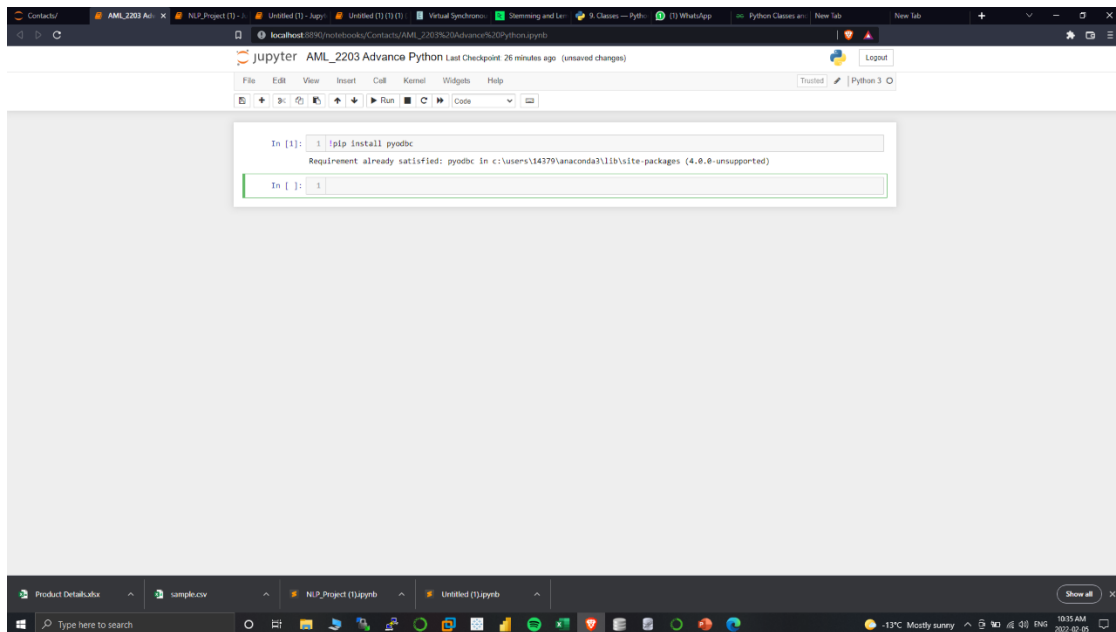 Contacts/ AML_2203 Adv NLP_Project (1) - J Untitled (1) - Jupyt Untitled (1) (1) (1) Virtual Synchronou Stemming and Len 9. Classes — Pytho (1) WhatsApp Python Classes an New Tab New Tab
localhost:8890/notebooks/Contacts/AML_2203%20Advance%20Python.ipynb
jupyter AML_2203 Advance Python Last Checkpoint 26 minutes ago (unsaved changes) Logout
File Edit View Insert Cell Kernel Widgets Help Trusted Python 3
Run Code
In [1]: 1 !pip install pyodbc
Requirement already satisfied: pyodbc in c:\users\14379\anaconda3\lib\site-packages (4.0.0-unsupported)
In [ ]: 1
Product Details.xlsx sample.csv NLP_Project (1).ipynb Untitled (1).ipynb Show all
Type here to search -13°C Mostly sunny ENG 10:35 AM
2022-02-05